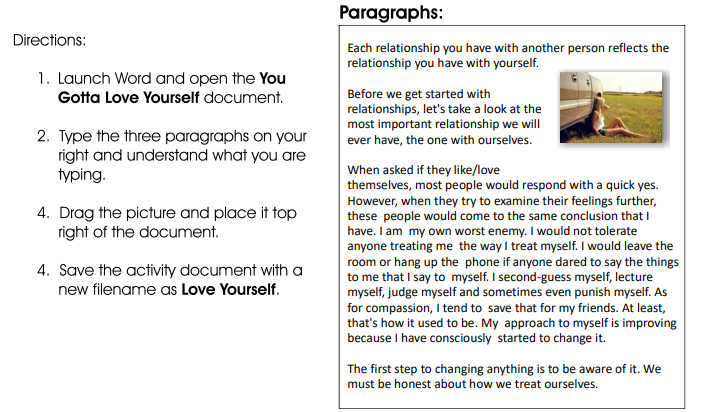 Directions:
1. Launch Word and open the You
Gotta Love Yourself document.
2. Type the three paragraphs on your
right and understand what you are
typing.
4. Drag the picture and place it top
right of the document.
4. Save the activity document with a
new filename as Love Yourself.
Paragraphs:
Each relationship you have with another person reflects the
relationship you have with yourself.
Before we get started with
relationships, let's take a look at the
most important relationship we will
ever have, the one with ourselves.
When asked if they like/love
themselves, most people would respond with a quick yes.
However, when they try to examine their feelings further,
these people would come to the same conclusion that I
have. I am my own worst enemy. I would not tolerate
anyone treating me the way I treat myself. I would leave the
room or hang up the phone if anyone dared to say the things
to me that I say to myself. I second-guess myself, lecture
myself, judge myself and sometimes even punish myself. As
for compassion, I tend to save that for my friends. At least,
that's how it used to be. My approach to myself is improving
because I have consciously started to change it.
The first step to changing anything is to be aware of it. We
must be honest about how we treat ourselves.